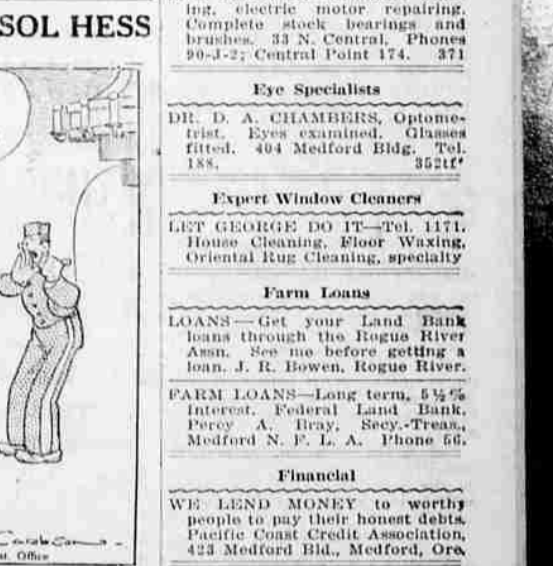 SOL HESS
ing, electric motor repairing.
Complete stock bearings and
brushes. 33 N. Central. Phones
90-J-2; Central Point 174. 371
Eye Specialists
DR. D. A. CHAMBERS, Optome-
trist. Eyes examined. Glasses
fitted. 404 Medford Bldg. Tel.
188. 352tf*
Expert Window Cleaners
LET GEORGE DO IT—Tel. 1171.
House Cleaning, Floor Waxing,
Oriental Rug Cleaning, specialty
Farm Loans
LOANS—Get your Land Bank
loans through the Rogue River
Assn. See me before getting a
loan. J. R. Bowen, Rogue River.
FARM LOANS—Long term, 5½%
Interest. Federal Land Bank.
Percy A. Bray, Secy.-Treas.,
Medford N. F. L. A. Phone 56.
Financial
WE LEND MONEY to worthy
people to pay their honest debts.
Pacific Coast Credit Association,
423 Medford Bld., Medford, Ore.
Office